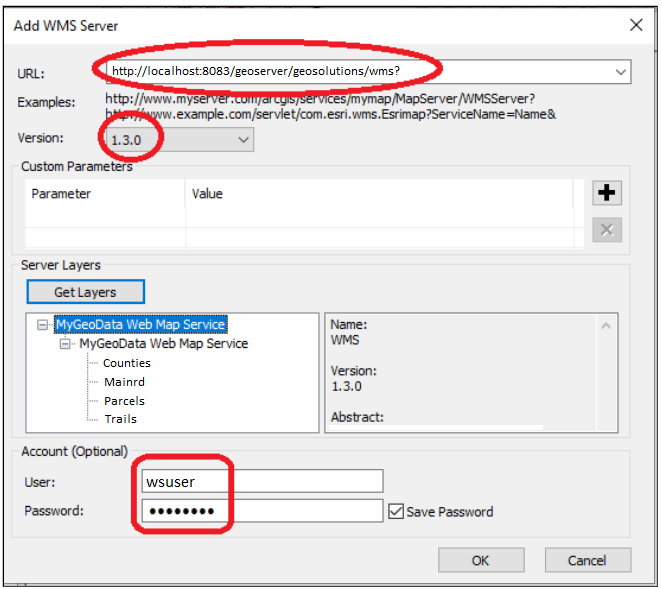 Add WMS Server
URL: http://localhost:8083/geoserver/geosolutions/wms?
Examples: http://www.myserver.com/arcgis/services/mymap/MapServer/WMSServer?
http://www.example.com/servlet/com.esri.wms.Esrimap?ServiceName=Name&
Version: 1.3.0
Custom Parameters
Parameter Value
Server Layers
Get Layers
MyGeoData Web Map Service
MyGeoData Web Map Service
Counties
Mainrd
Parcels
Trails
Name:
WMS
Version:
1.3.0
Abstract:
Account (Optional)
User: wsuser
Password: ●●●●●●●● Save Password
OK Cancel